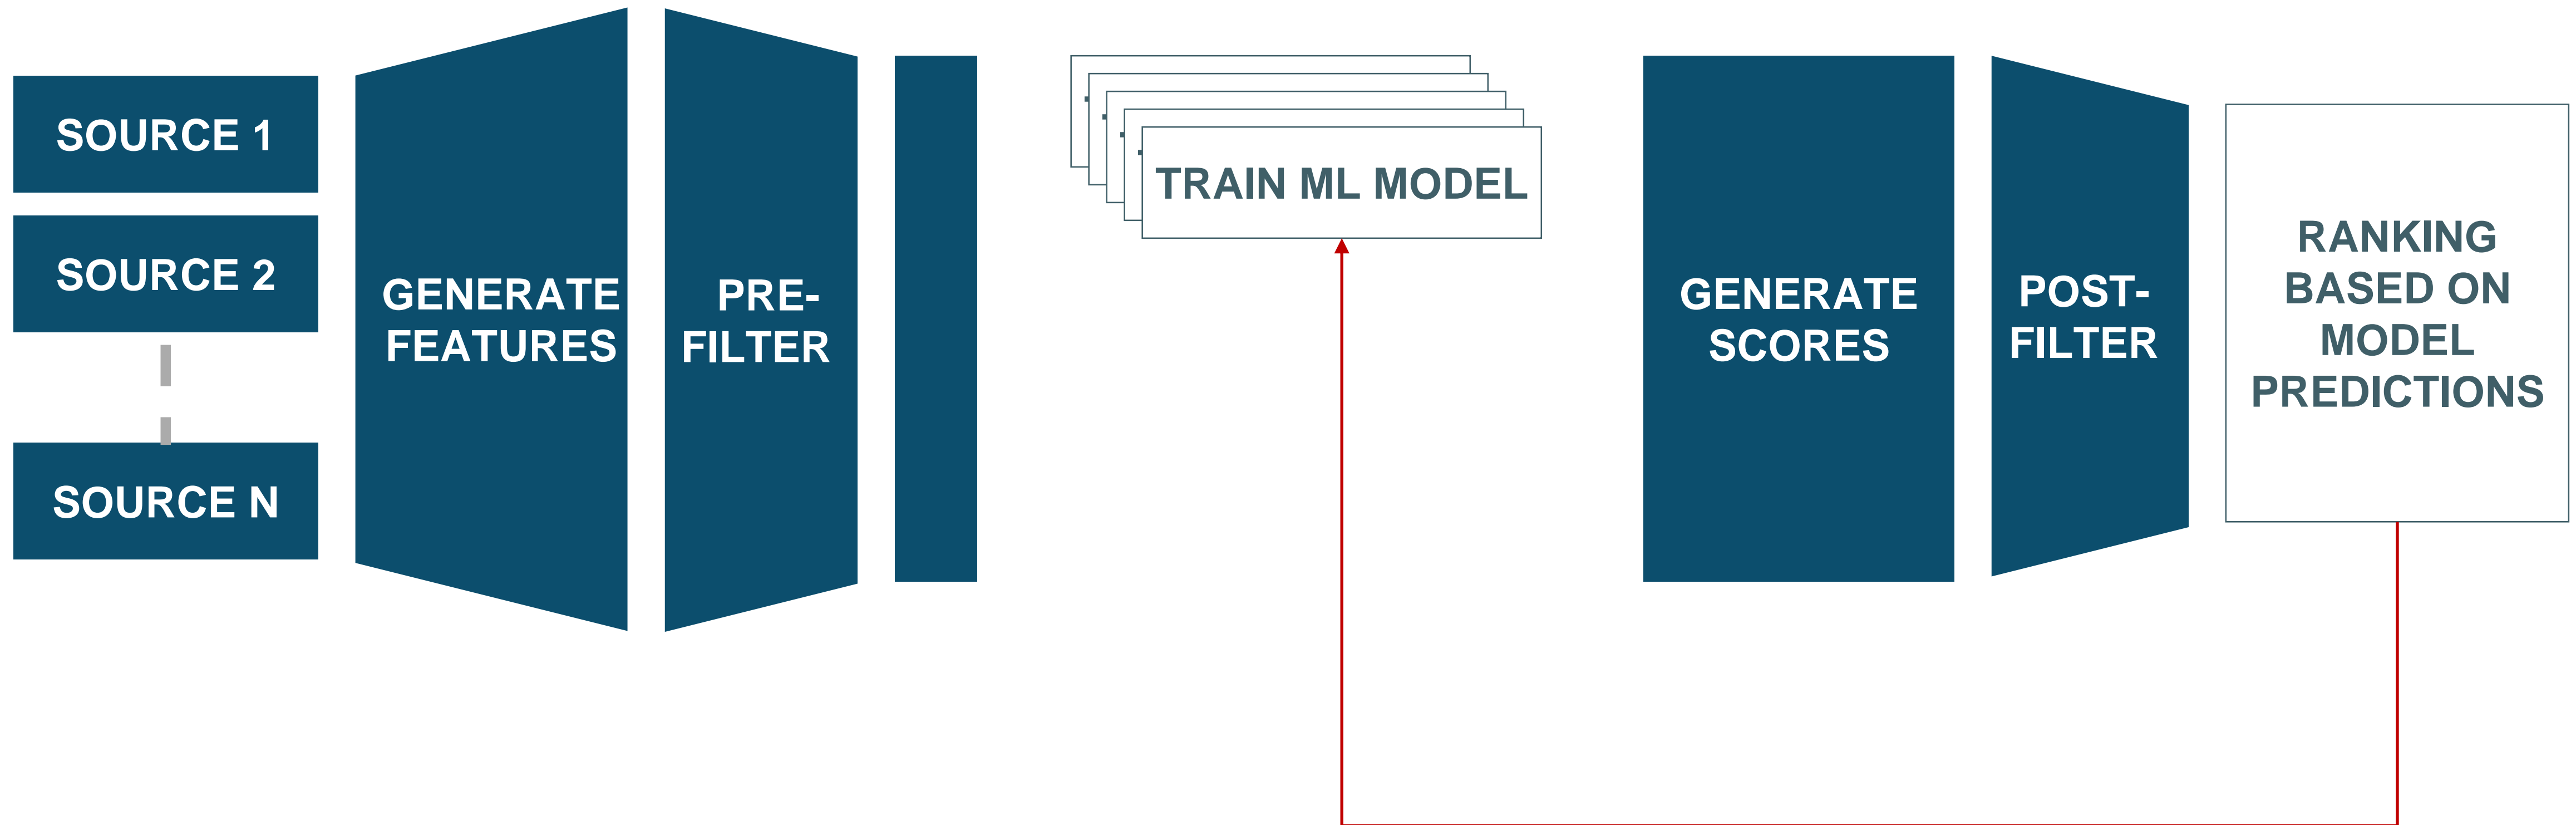 SOURCE 1
SOURCE 2
SOURCE N
GENERATE
FEATURES
PRE-
FILTER
TRAIN ML MODEL
GENERATE
SCORES
POST-
FILTER
RANKING
BASED ON
MODEL
PREDICTIONS